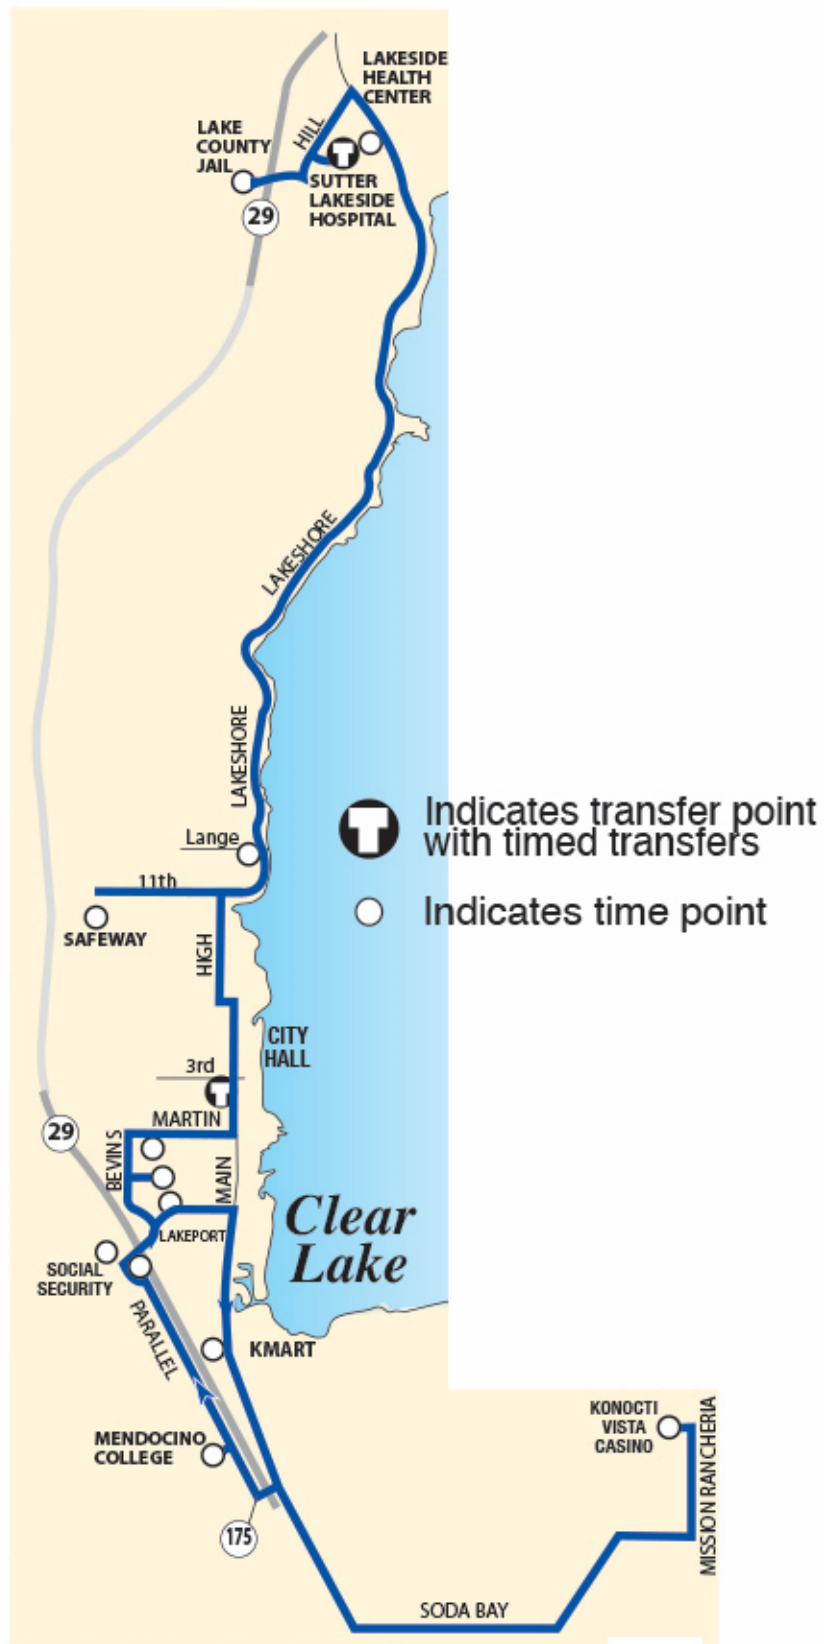 LAKESIDE
HEALTH
CENTER
HILL
LAKE
COUNTY
JAIL
SUTTER
LAKESIDE
HOSPITAL
29
LAKESHORE
LAKESHORE
Indicates transfer point
with timed transfers
Lange
11th
Indicates time point
SAFEWAY
HIGH
CITY
HALL
3rd
MARTIN
29
BEVINS
MAIN
Clear
Lake
LAKEPORT
SOCIAL
SECURITY
PARALLEL
KMART
KONOCTI
VISTA
CASINO
MISSION RANCHERIA
MENDOCINO
COLLEGE
175
SODA BAY